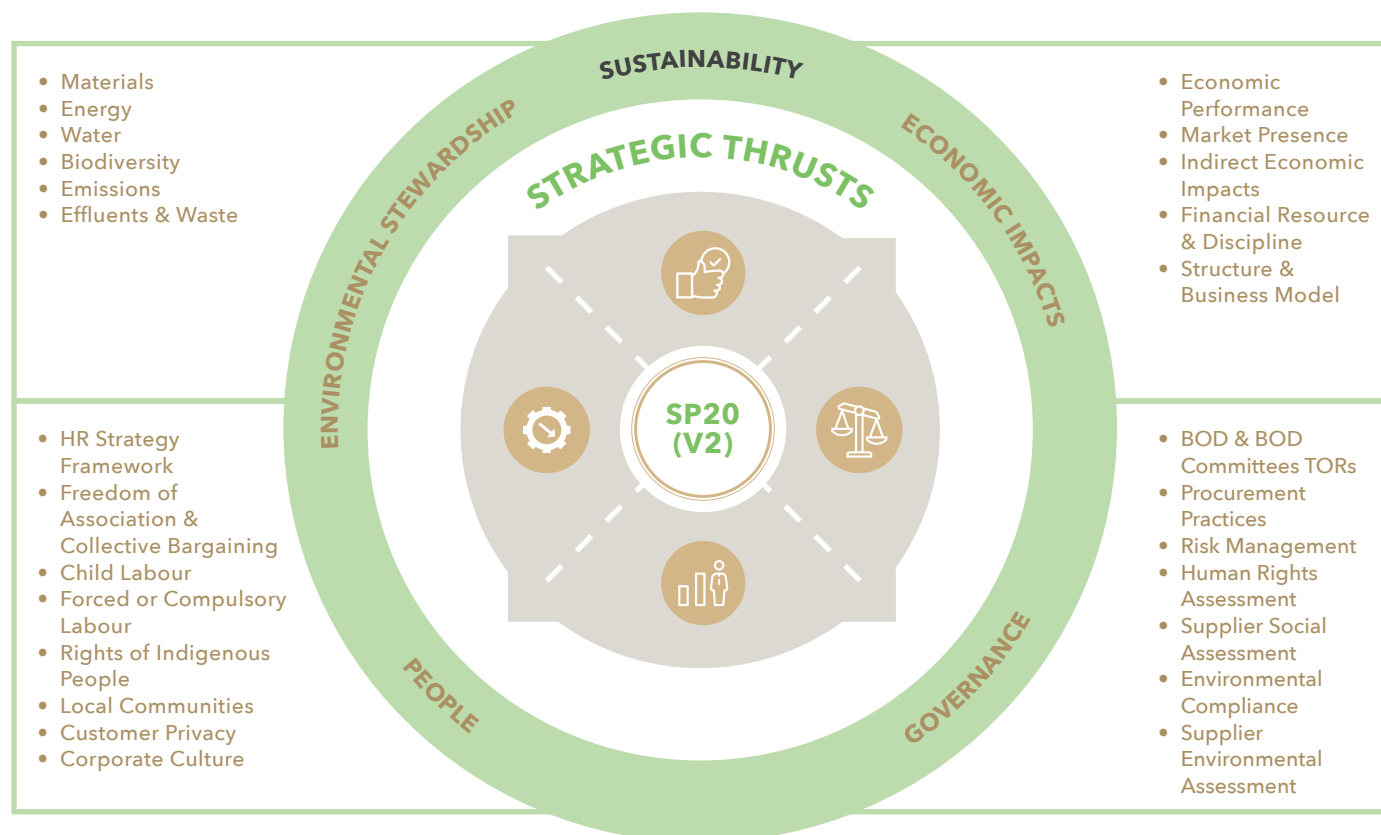 SUSTAINABILITY
ENVIRONMENTAL STEWARDSHIP
ECONOMIC IMPACTS
PEOPLE
GOVERNANCE
STRATEGIC THRUSTS
SP20
(V2)
• Materials
• Energy
• Water
• Biodiversity
• Emissions
• Effluents & Waste
• Economic
Performance
• Market Presence
• Indirect Economic
Impacts
• Financial Resource
& Discipline
• Structure &
Business Model
• HR Strategy
Framework
• Freedom of
Association &
Collective Bargaining
• Child Labour
• Forced or Compulsory
Labour
• Rights of Indigenous
People
• Local Communities
• Customer Privacy
• Corporate Culture
• BOD & BOD
Committees TORs
• Procurement
Practices
• Risk Management
• Human Rights
Assessment
• Supplier Social
Assessment
• Environmental
Compliance
• Supplier
Environmental
Assessment